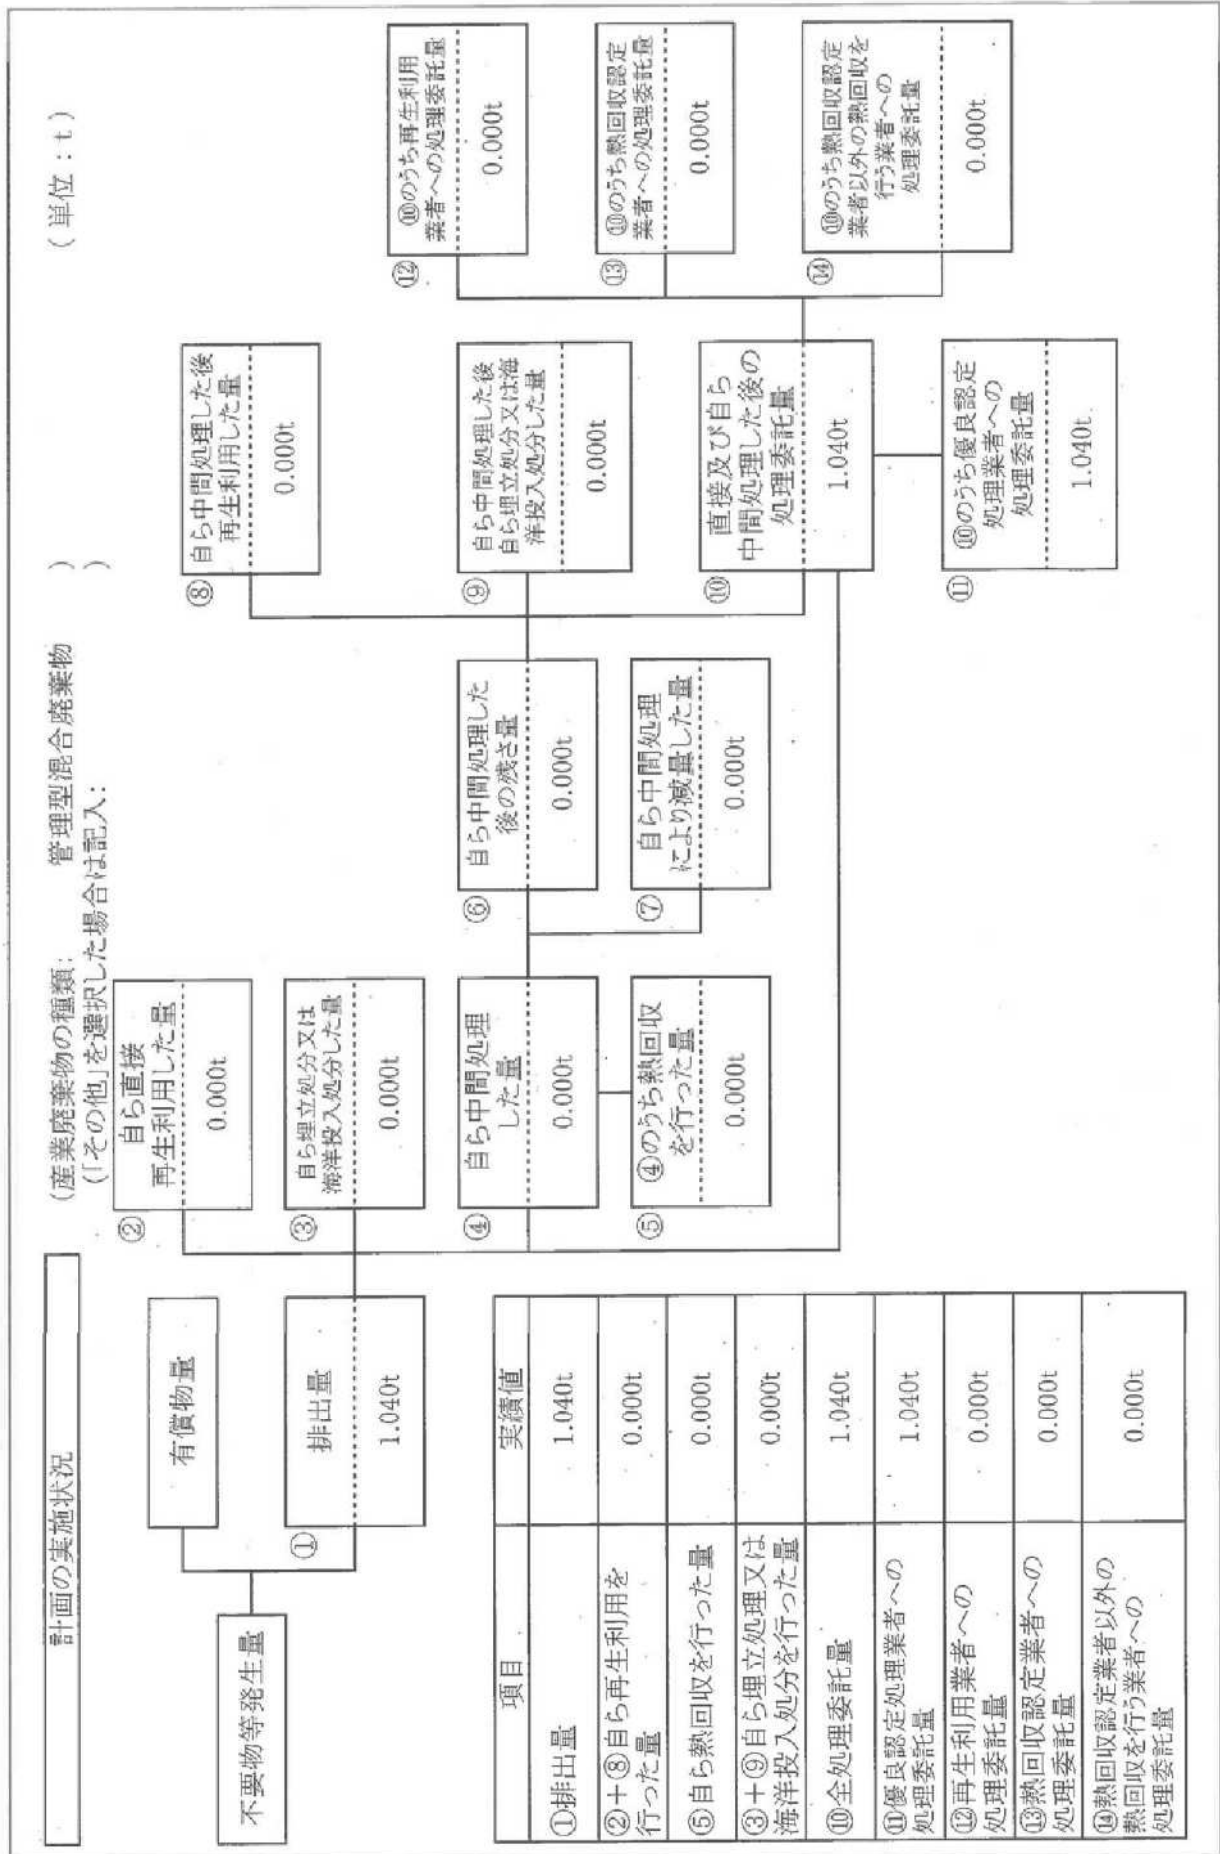 計画の実施状況
(産業廃棄物の種類: 管理型混合廃棄物 )
(「その他」を選択した場合は記入: )
(単位:t)
不要物等発生量
有償物量
①
排出量
1.040t
②
自ら直接
再生利用した量
0.000t
③
自ら埋立処分又は
海洋投入処分した量
0.000t
④
自ら中間処理
した量
0.000t
⑤
④のうち熱回収
を行った量
0.000t
⑥
自ら中間処理した
後の残さ量
0.000t
⑦
自ら中間処理
により減量した量
0.000t
⑧
自ら中間処理した後
再生利用した量
0.000t
⑨
自ら中間処理した後
自ら埋立処分又は海
洋投入処分した量
0.000t
⑩
直接及び自ら
中間処理した後の
処理委託量
1.040t
⑪
⑩のうち優良認定
処理業者への
処理委託量
1.040t
⑫
⑩のうち再生利用
業者への処理委託量
0.000t
⑬
⑩のうち熱回収認定
業者への処理委託量
0.000t
⑭
⑩のうち熱回収認定
業者以外の熱回収を
行う業者への
処理委託量
0.000t
項目 実績値
①排出量 1.040t
②+⑧自ら再生利用を
行った量 0.000t
⑤自ら熱回収を行った量 0.000t
③+⑨自ら埋立処理又は
海洋投入処分を行った量 0.000t
⑩全処理委託量 1.040t
⑪優良認定処理業者への
処理委託量 1.040t
⑫再生利用業者への
処理委託量 0.000t
⑬熱回収認定業者への
処理委託量 0.000t
⑭熱回収認定業者以外の
熱回収を行う業者への
処理委託量 0.000t